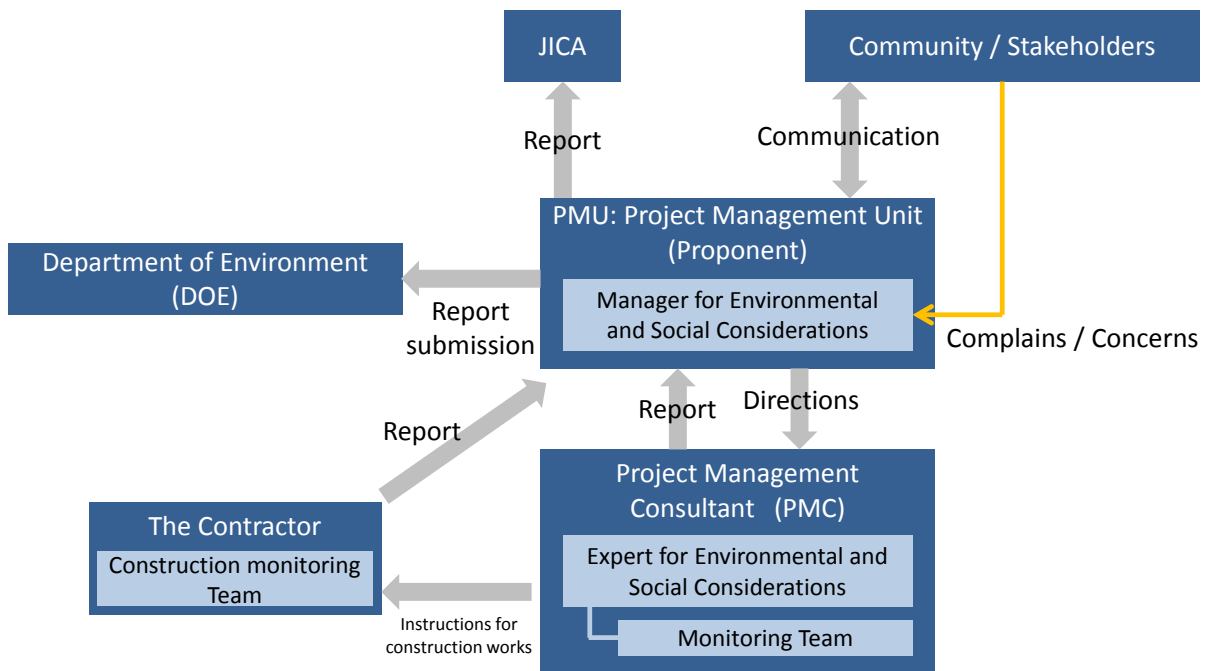 JICA
Community / Stakeholders
Report
Communication
PMU: Project Management Unit
(Proponent)
Department of Environment
(DOE)
Manager for Environmental
and Social Considerations
Report
submission
Complains / Concerns
Report
Directions
Report
Project Management
Consultant (PMC)
The Contractor
Construction monitoring
Team
Expert for Environmental and
Social Considerations
Instructions for
construction works
Monitoring Team